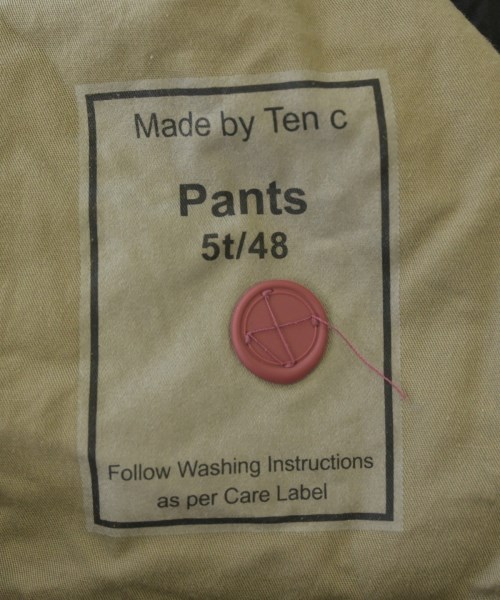 Made by Ten c
Pants
5t/48
Follow Washing Instructions
as per Care Label